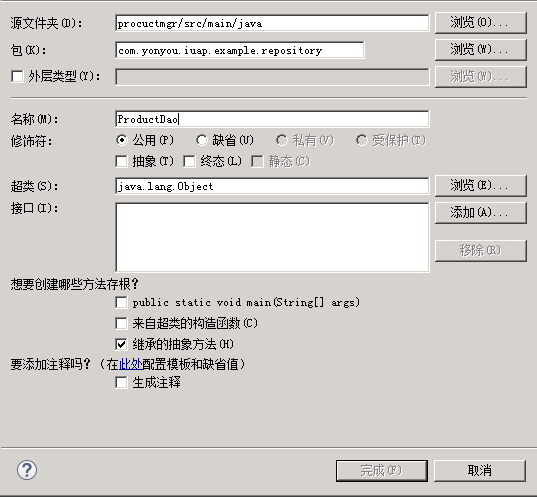 源文件夹(D): procuctmgr/src/main/java 浏览(O)...
包(K): com.yonyou.iuap.example.repository 浏览(W)...
外层类型(Y): 浏览(W)...
名称(M): ProductDao
修饰符: 公用(P) 缺省(U) 私有(V) 受保护(T)
抽象(T) 终态(L) 静态(C)
超类(S): java.lang.Object 浏览(E)...
接口(I): 添加(A)...
移除(R)
想要创建哪些方法存根?
public static void main(String[] args)
来自超类的构造函数(C)
继承的抽象方法(H)
要添加注释吗? (在此处配置模板和缺省值)
生成注释
? 完成(F) 取消